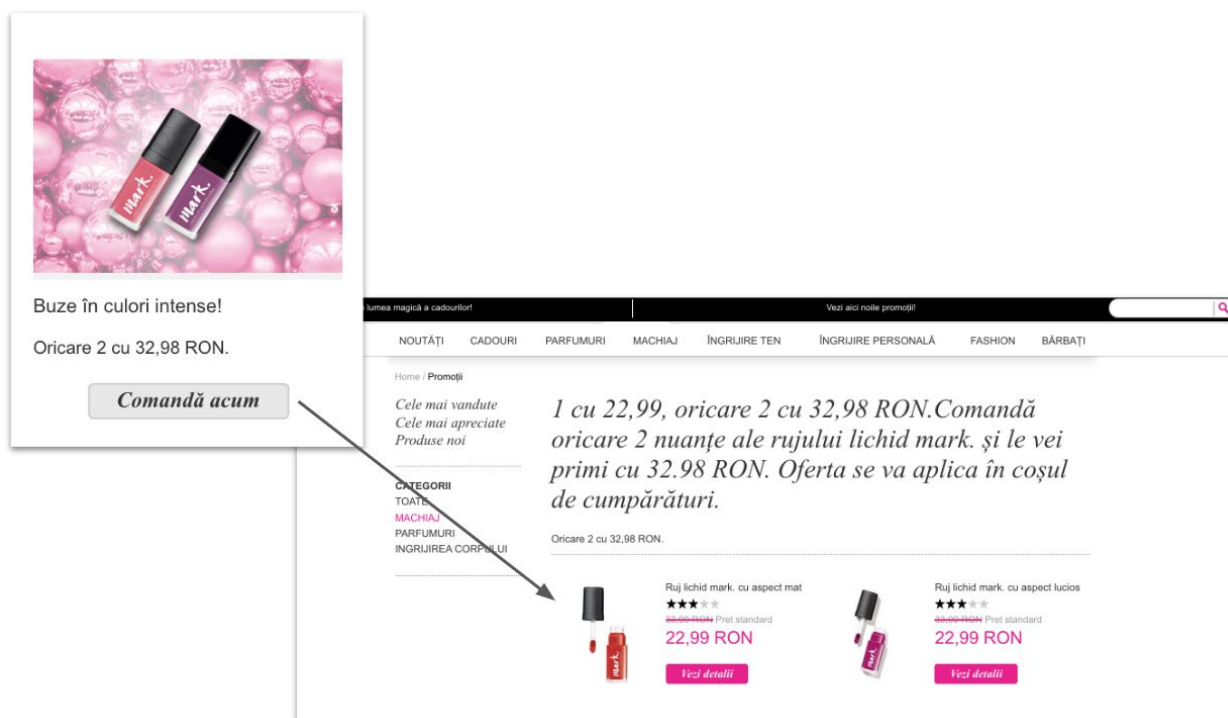 mark.
mark.
Buze în culori intense!
Oricare 2 cu 32,98 RON.
Comandă acum
lumea magică a cadourilor!
Vezi aici noile promoții!
NOUTĂȚI CADOURI PARFUMURI MACHIAJ ÎNGRIJIRE TEN ÎNGRIJIRE PERSONALĂ FASHION BĂRBAȚI
Home / Promoții
Cele mai vandute
Cele mai apreciate
Produse noi
CATEGORII
TOATE
MACHIAJ
PARFUMURI
INGRIJIREA CORPULUI
1 cu 22,99, oricare 2 cu 32,98 RON.Comandă
oricare 2 nuanțe ale rujului lichid mark. și le vei
primi cu 32.98 RON. Oferta se va aplica în coșul
de cumpărături.
Oricare 2 cu 32,98 RON.
mark.
Ruj lichid mark. cu aspect mat
RON Pret standard
22,99 RON
Vezi detalii
mark.
Ruj lichid mark. cu aspect lucios
RON Pret standard
22,99 RON
Vezi detalii